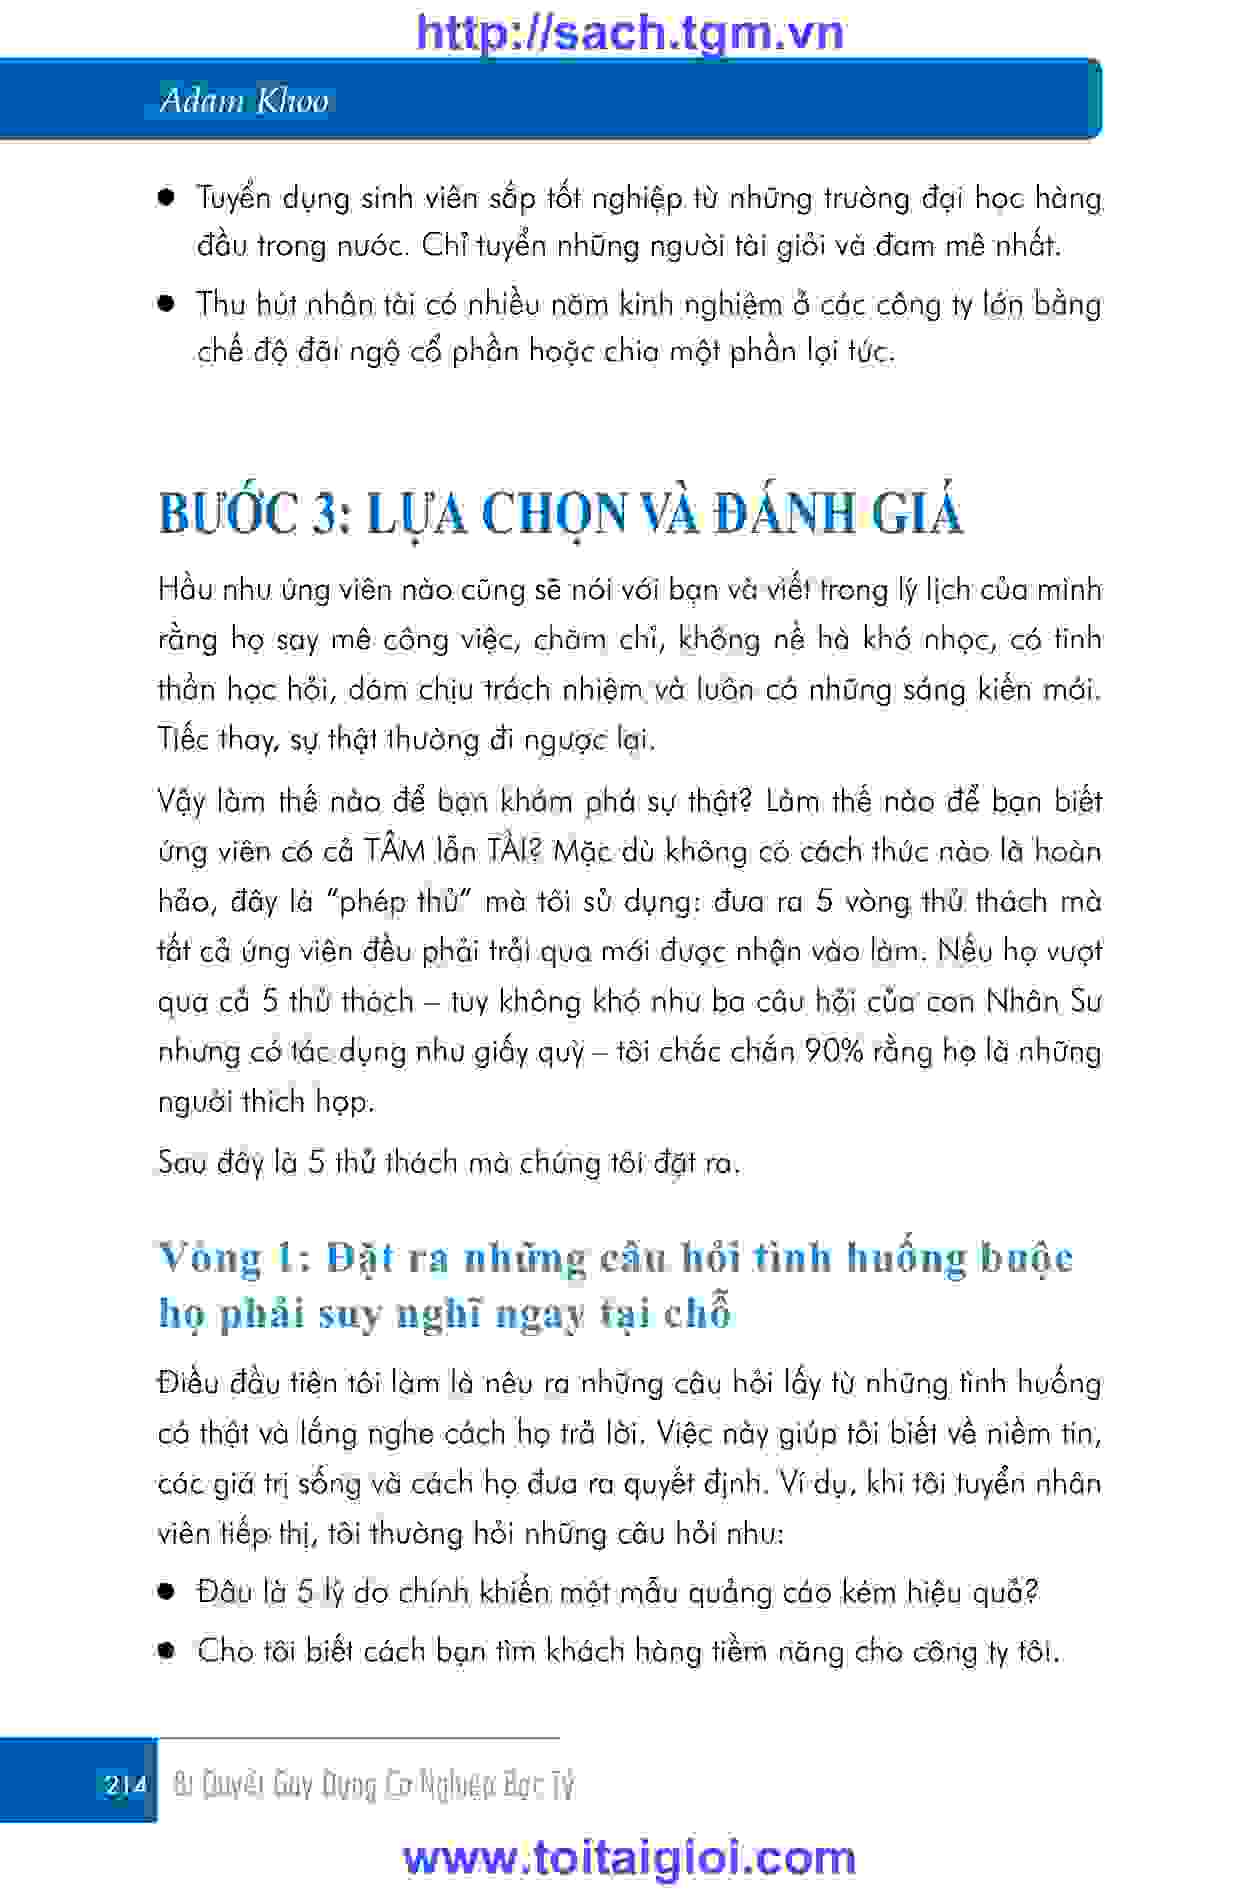 http://sach.tgm.vn
Adam Khoo
● Tuyển dụng sinh viên sắp tốt nghiệp từ những trường đại học hàng
đầu trong nước. Chỉ tuyển những người tài giỏi và đam mê nhất.
● Thu hút nhân tài có nhiều năm kinh nghiệm ở các công ty lớn bằng
chế độ đãi ngộ cổ phần hoặc chia một phần lợi tức.
BƯỚC 3: LỰA CHỌN VÀ ĐÁNH GIÁ
Hầu như ứng viên nào cũng sẽ nói với bạn và viết trong lý lịch của mình
rằng họ say mê công việc, chăm chỉ, không nề hà khó nhọc, có tinh
thần học hỏi, dám chịu trách nhiệm và luôn có những sáng kiến mới.
Tiếc thay, sự thật thường đi ngược lại.
Vậy làm thế nào để bạn khám phá sự thật? Làm thế nào để bạn biết
ứng viên có cả TÂM lẫn TÀI? Mặc dù không có cách thức nào là hoàn
hảo, đây là “phép thử” mà tôi sử dụng: đưa ra 5 vòng thử thách mà
tất cả ứng viên đều phải trải qua mới được nhận vào làm. Nếu họ vượt
qua cả 5 thử thách – tuy không khó như ba câu hỏi của con Nhân Sư
nhưng có tác dụng như giấy quỳ – tôi chắc chắn 90% rằng họ là những
người thích hợp.
Sau đây là 5 thử thách mà chúng tôi đặt ra.
Vòng 1: Đặt ra những câu hỏi tình huống buộc
họ phải suy nghĩ ngay tại chỗ
Điều đầu tiên tôi làm là nêu ra những câu hỏi lấy từ những tình huống
có thật và lắng nghe cách họ trả lời. Việc này giúp tôi biết về niềm tin,
các giá trị sống và cách họ đưa ra quyết định. Ví dụ, khi tôi tuyển nhân
viên tiếp thị, tôi thường hỏi những câu hỏi như:
● Đâu là 5 lý do chính khiến một mẫu quảng cáo kém hiệu quả?
● Cho tôi biết cách bạn tìm khách hàng tiềm năng cho công ty tôi.
214 Bí Quyết Gây Dựng Cơ Nghiệp Bạc Tỷ
www.toitaigioi.com